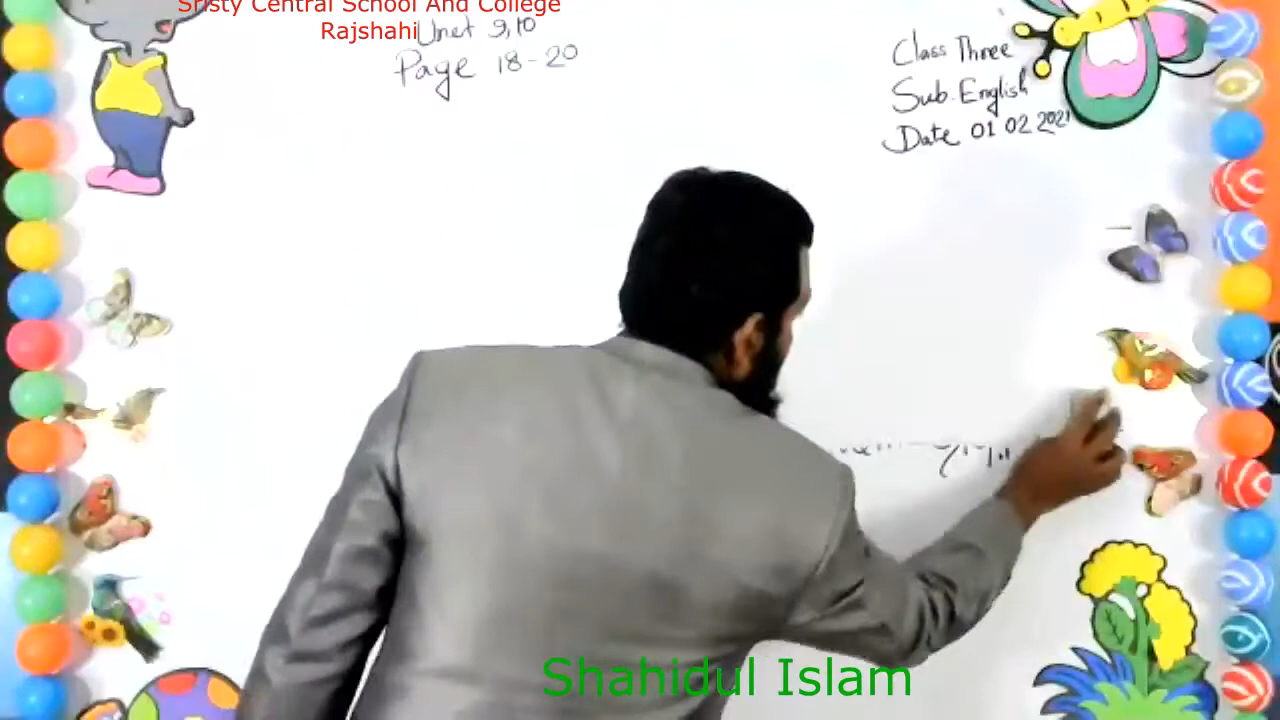 Sristy Central School And College
Rajshahi
Unet 9,10
Page 18-20
Class Three
Sub. English
Date 01 02 2021
Shahidul Islam